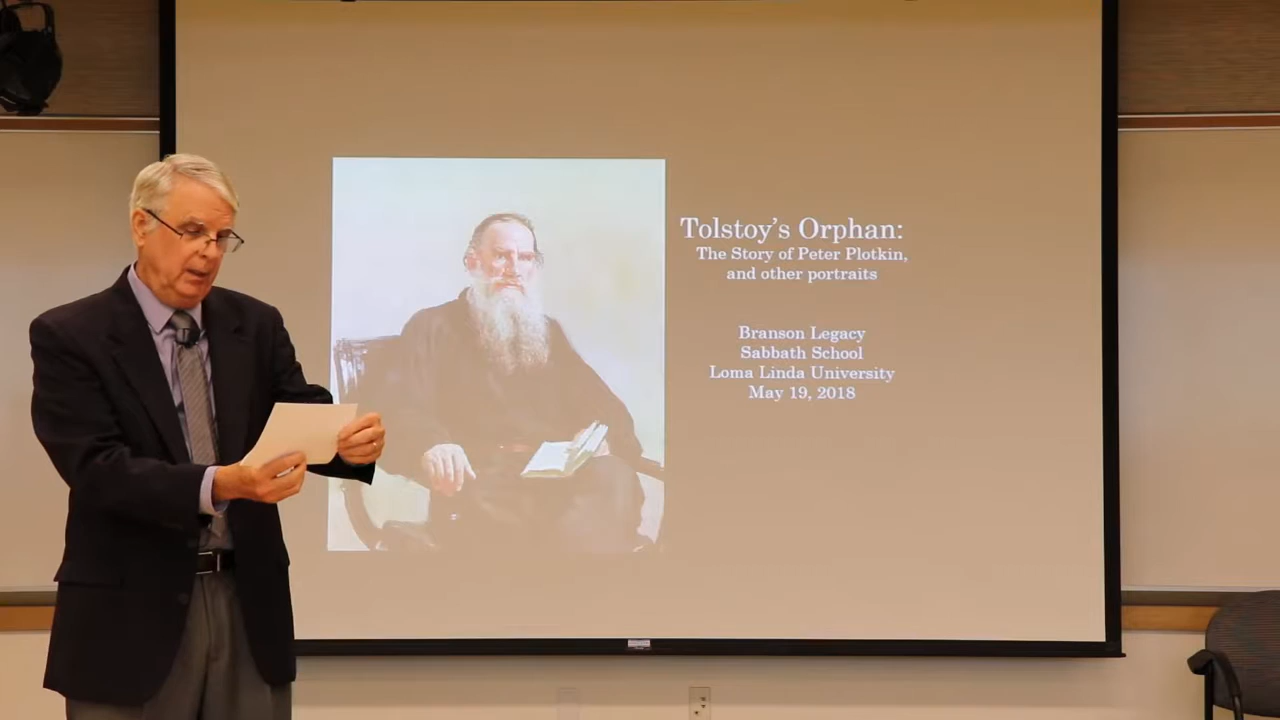 Tolstoy's Orphan:
The Story of Peter Plotkin,
and other portraits
Branson Legacy
Sabbath School
Loma Linda University
May 19, 2018